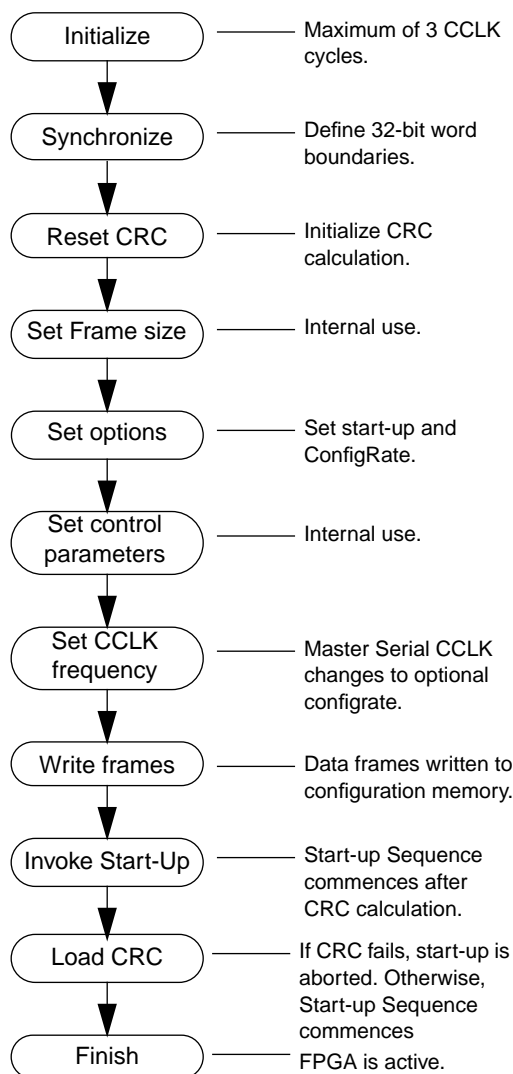 Initialize
Maximum of 3 CCLK
cycles.
Synchronize
Define 32-bit word
boundaries.
Reset CRC
Initialize CRC
calculation.
Set Frame size
Internal use.
Set options
Set start-up and
ConfigRate.
Set control
parameters
Internal use.
Set CCLK
frequency
Master Serial CCLK
changes to optional
configrate.
Write frames
Data frames written to
configuration memory.
Invoke Start-Up
Start-up Sequence
commences after
CRC calculation.
Load CRC
If CRC fails, start-up is
aborted. Otherwise,
Start-up Sequence
commences
Finish
FPGA is active.